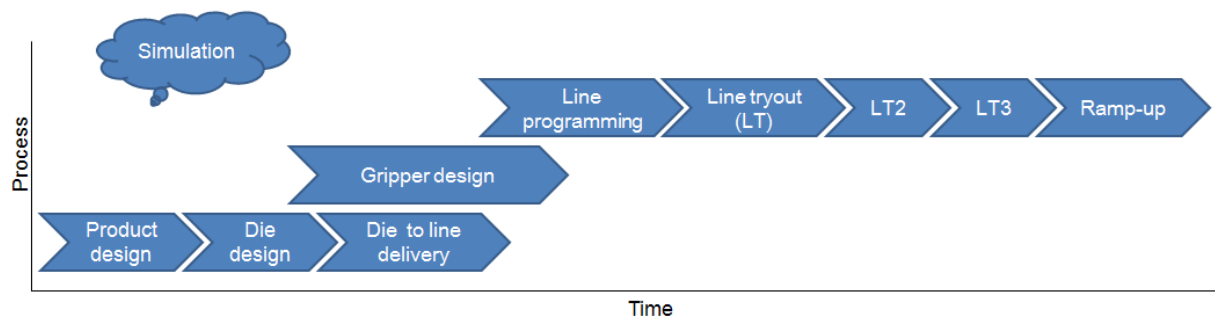 Simulation
Process
Line
programming
Line tryout
(LT)
LT2
LT3
Ramp-up
Gripper design
Product
design
Die
design
Die to line
delivery
Time